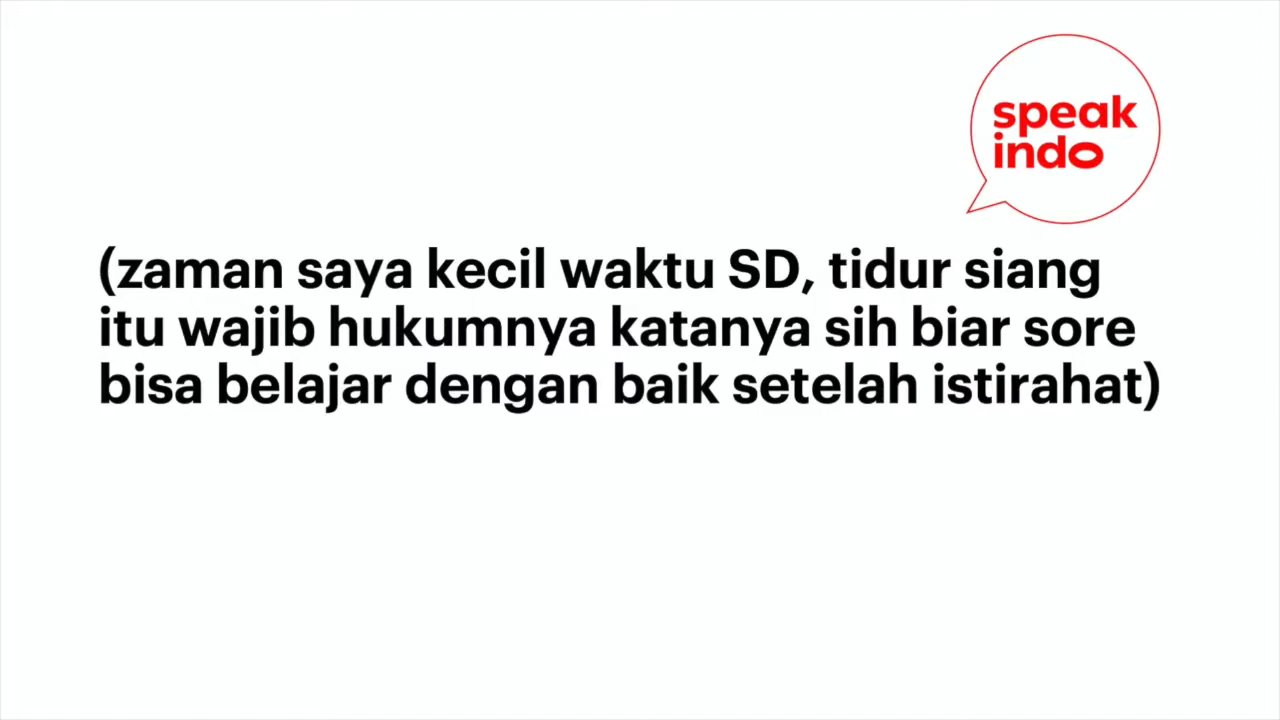 speak
indo
(zaman saya kecil waktu SD, tidur siang
itu wajib hukumnya katanya sih biar sore
bisa belajar dengan baik setelah istirahat)